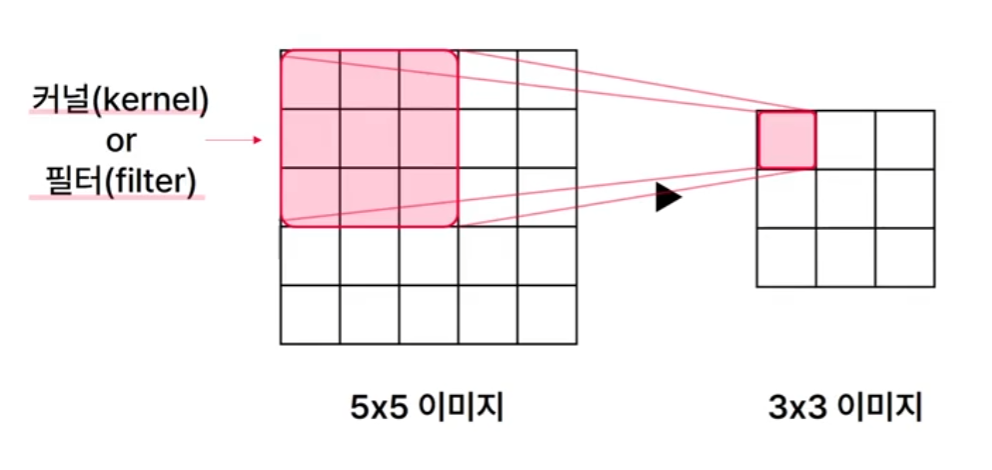 커널(kernel)
or
필터(filter)
5x5 이미지
3x3 이미지